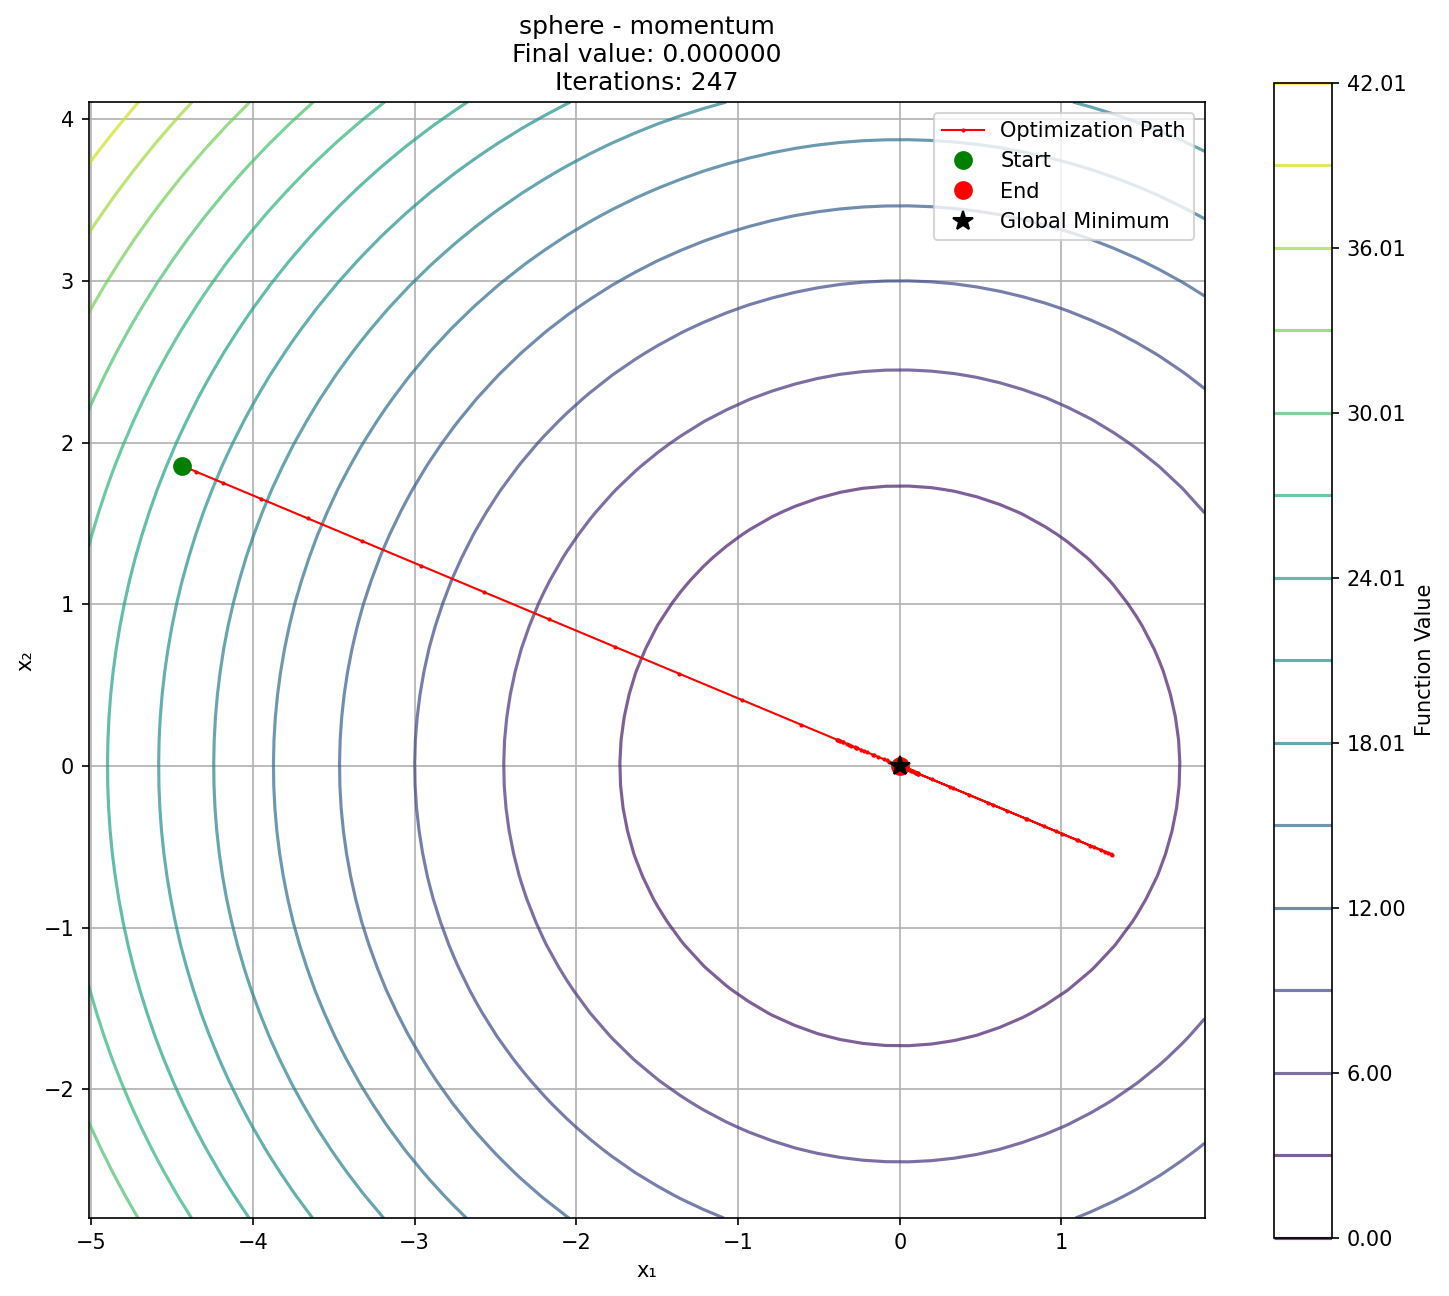 sphere - momentum
Final value: 0.000000
Iterations: 247
Optimization Path
Start
End
Global Minimum
4
3
2
1
0
−1
−2
x₂
−5
−4
−3
−2
−1
0
1
x₁
42.01
36.01
30.01
24.01
18.01
12.00
6.00
0.00
Function Value